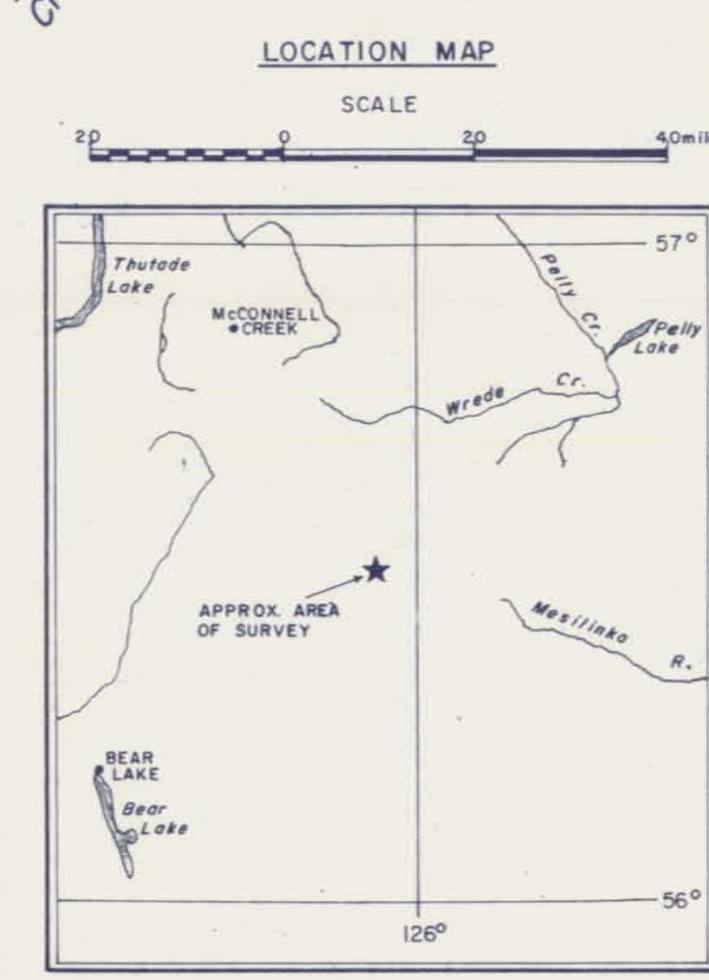 LOCATION MAP
SCALE
20 0 20 40 mil
57°
Thutade
Lake
McCONNELL
CREEK
Pelly Cr.
Pelly
Lake
Wrede Cr.
APPROX. AREA
OF SURVEY
Mesilinka R.
BEAR
LAKE
Bear
Lake
56°
126°